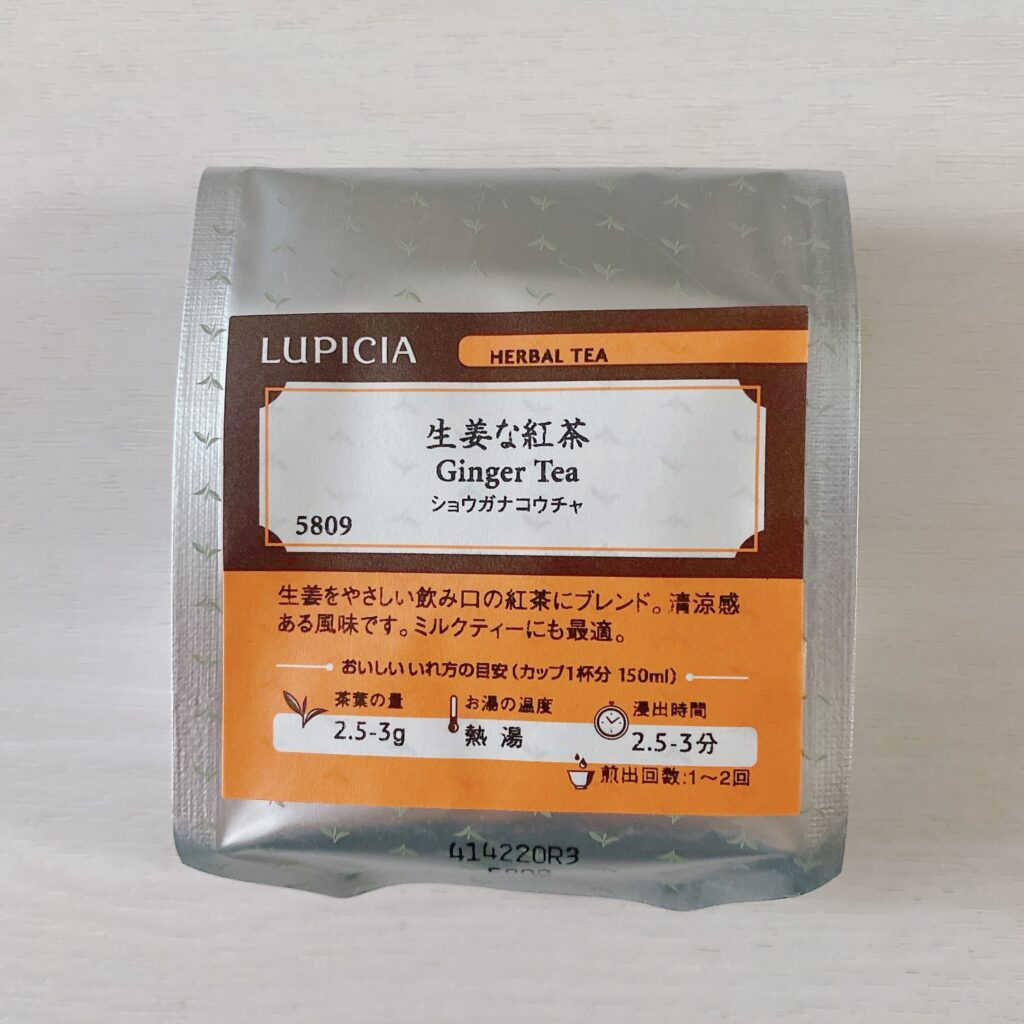 LUPICIA
HERBAL TEA
生姜な紅茶
Ginger Tea
ショウガナコウチャ
5809
生姜をやさしい飲み口の紅茶にブレンド。清涼感
ある風味です。ミルクティーにも最適。
おいしいいれ方の目安(カップ1杯分 150ml)
茶葉の量
2.5-3g
お湯の温度
熱湯
浸出時間
2.5-3分
煎出回数:1〜2回
414220R3